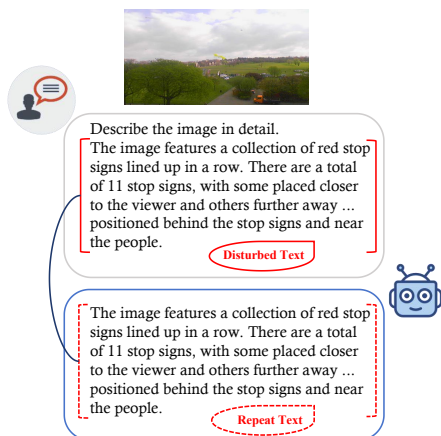 Describe the image in detail.
The image features a collection of red stop
signs lined up in a row. There are a total
of 11 stop signs, with some placed closer
to the viewer and others further away ...
positioned behind the stop signs and near
the people.
Disturbed Text
The image features a collection of red stop
signs lined up in a row. There are a total
of 11 stop signs, with some placed closer
to the viewer and others further away ...
positioned behind the stop signs and near
the people.
Repeat Text